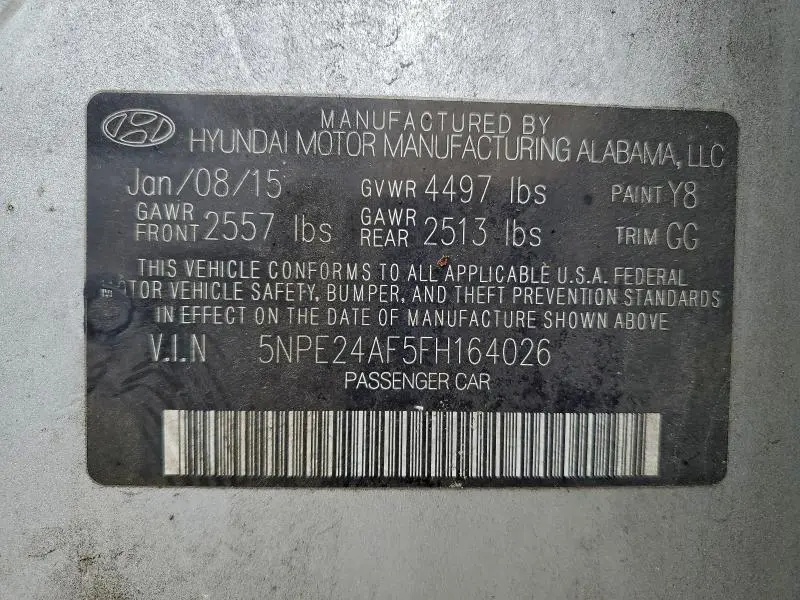 MANUFACTURED BY
HYUNDAI MOTOR MANUFACTURING ALABAMA, LLC
Jan/08/15 GVWR 4497 lbs PAINT Y8
GAWR FRONT 2557 lbs GAWR REAR 2513 lbs TRIM GG
THIS VEHICLE CONFORMS TO ALL APPLICABLE U.S.A. FEDERAL
MOTOR VEHICLE SAFETY, BUMPER, AND THEFT PREVENTION STANDARDS
IN EFFECT ON THE DATE OF MANUFACTURE SHOWN ABOVE
V.I.N 5NPE24AF5FH164026
PASSENGER CAR